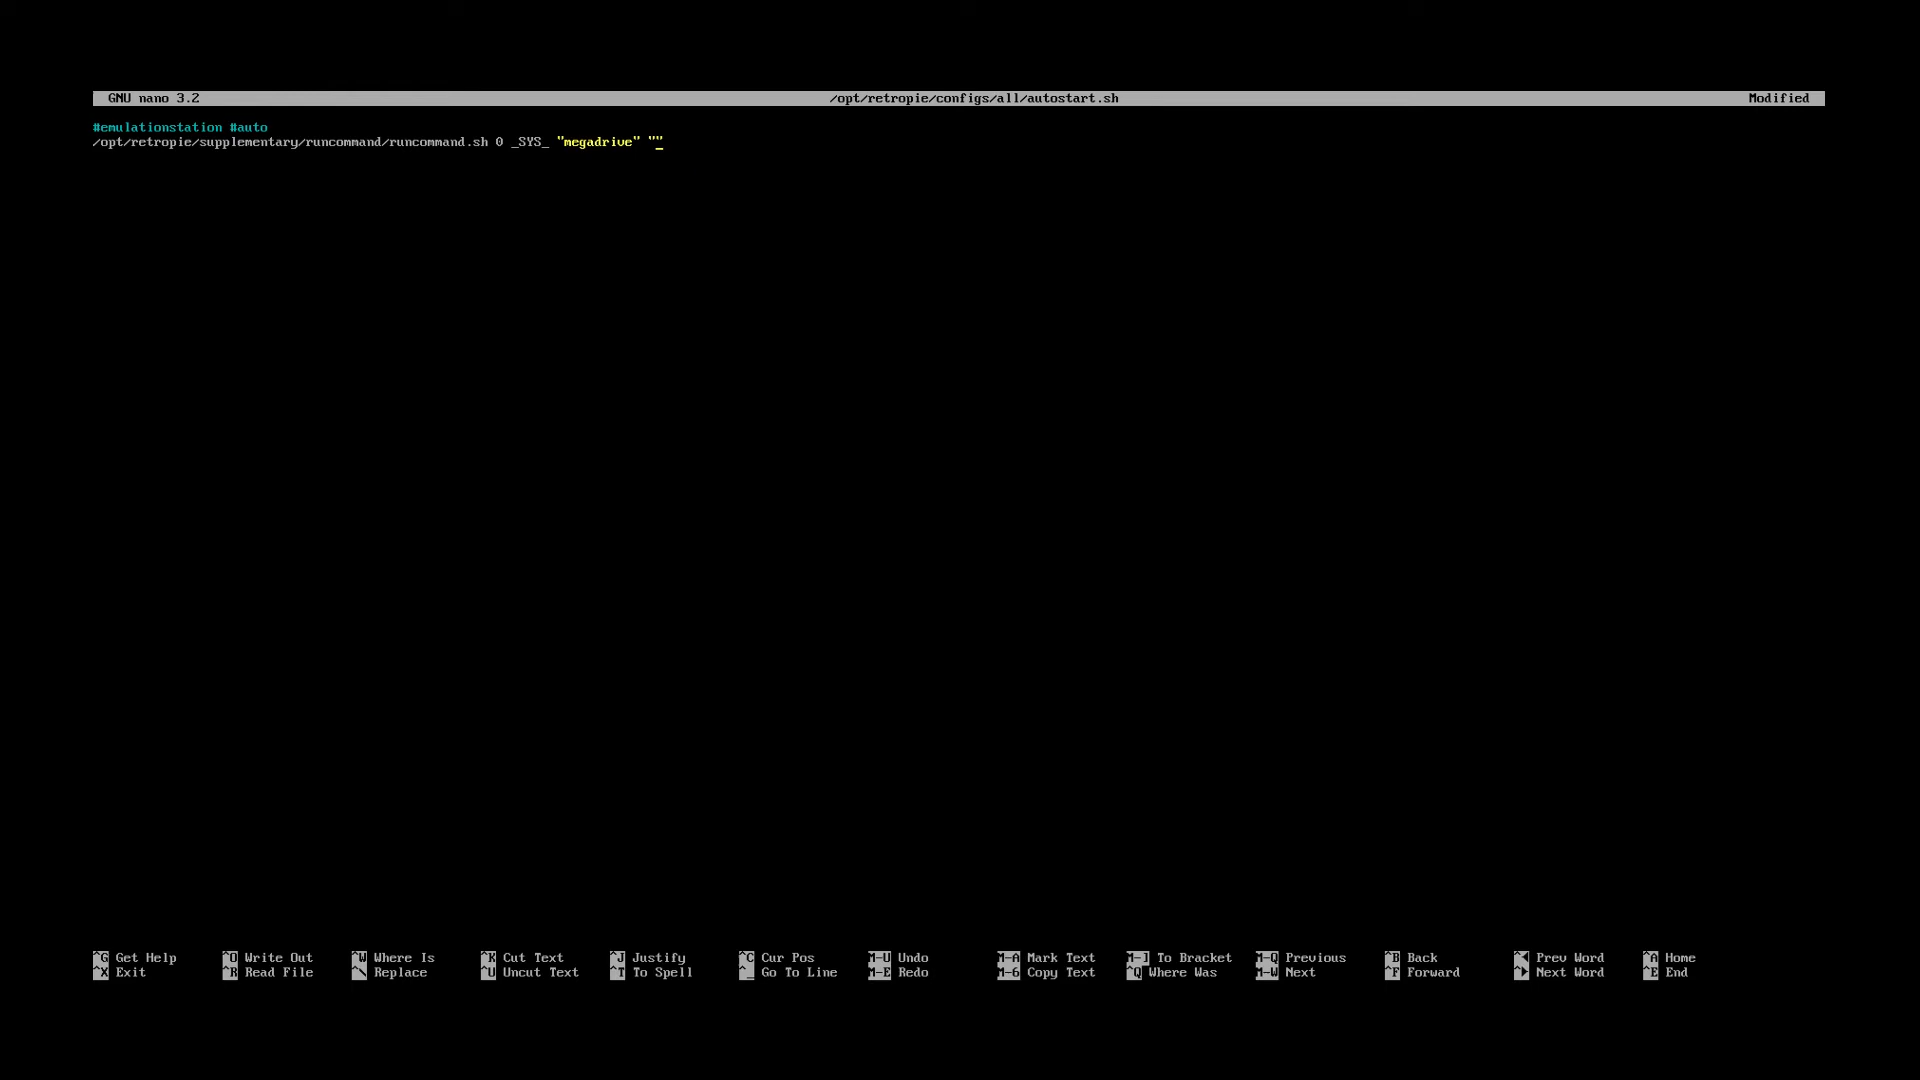 GNU nano 3.2 /opt/retropie/configs/all/autostart.sh Modified
#emulationstation #auto
/opt/retropie/supplementary/runcommand/runcommand.sh 0 _SYS_ "megadrive" ""
^G Get Help ^O Write Out ^W Where Is ^K Cut Text ^J Justify ^C Cur Pos M-U Undo M-A Mark Text M-] To Bracket M-Q Previous ^B Back ^◀ Prev Word ^A Home
^X Exit ^R Read File ^\ Replace ^U Uncut Text ^T To Spell ^_ Go To Line M-E Redo M-6 Copy Text ^Q Where Was M-W Next ^F Forward ^▶ Next Word ^E End